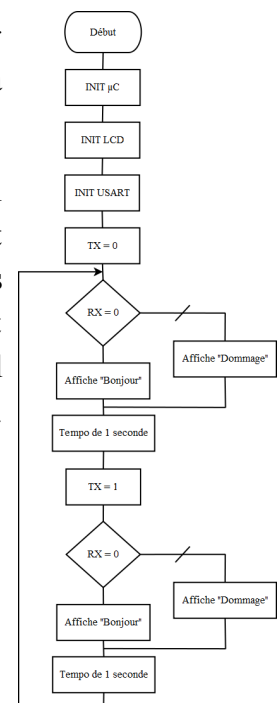 Début
INIT µC
INIT LCD
INIT USART
TX = 0
RX = 0
Affiche "Dommage"
Affiche "Bonjour"
Tempo de 1 seconde
TX = 1
RX = 0
Affiche "Dommage"
Affiche "Bonjour"
Tempo de 1 seconde